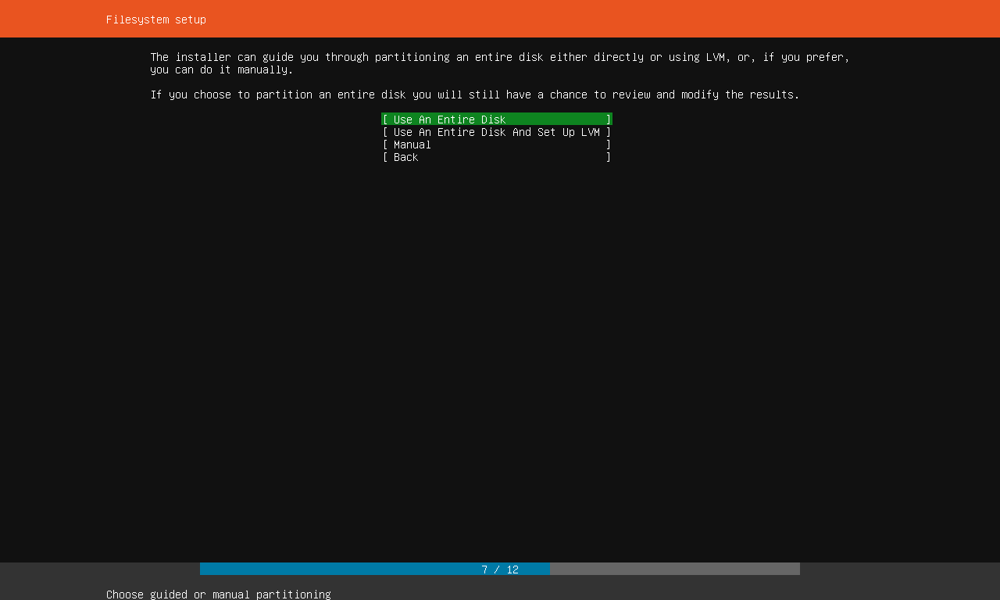 Filesystem setup
The installer can guide you through partitioning an entire disk either directly or using LVM, or, if you prefer,
you can do it manually.
If you choose to partition an entire disk you will still have a chance to review and modify the results.
[ Use An Entire Disk ]
[ Use An Entire Disk And Set Up LVM ]
[ Manual ]
[ Back ]
7 / 12
Choose guided or manual partitioning